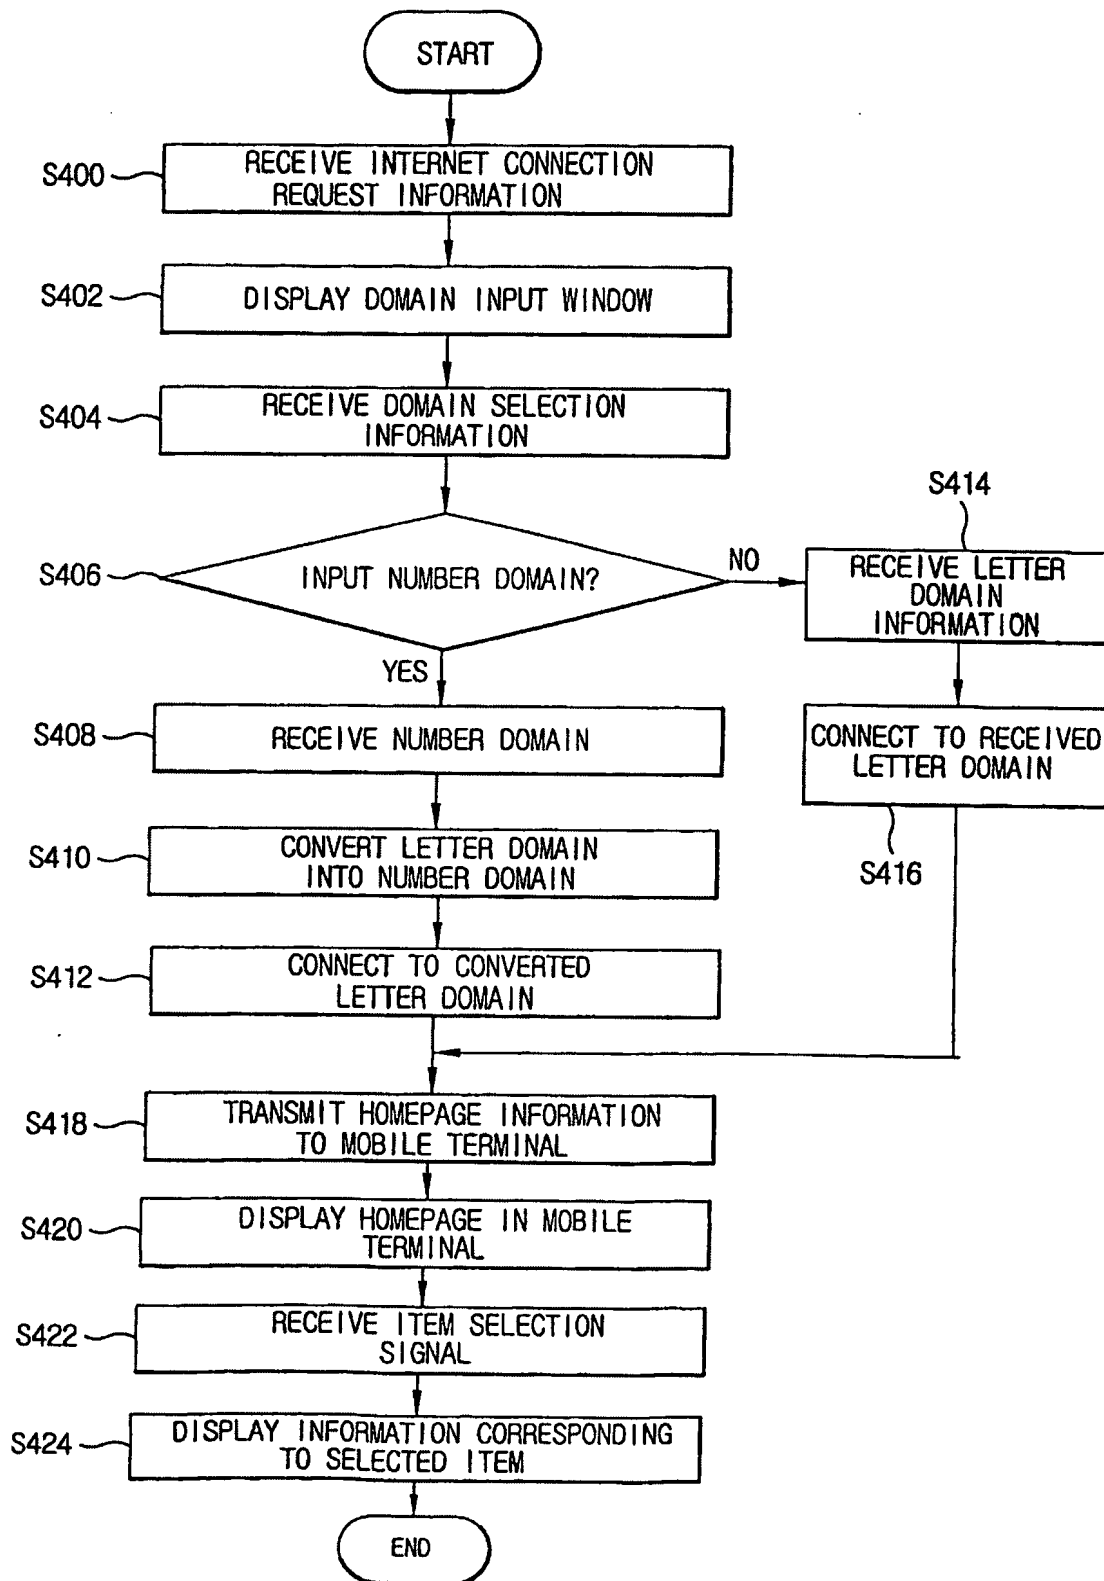 START
S400
RECEIVE INTERNET CONNECTION
REQUEST INFORMATION
S402
DISPLAY DOMAIN INPUT WINDOW
S404
RECEIVE DOMAIN SELECTION
INFORMATION
S406
INPUT NUMBER DOMAIN?
NO
YES
S414
RECEIVE LETTER
DOMAIN
INFORMATION
CONNECT TO RECEIVED
LETTER DOMAIN
S416
S408
RECEIVE NUMBER DOMAIN
S410
CONVERT LETTER DOMAIN
INTO NUMBER DOMAIN
S412
CONNECT TO CONVERTED
LETTER DOMAIN
S418
TRANSMIT HOMEPAGE INFORMATION
TO MOBILE TERMINAL
S420
DISPLAY HOMEPAGE IN MOBILE
TERMINAL
S422
RECEIVE ITEM SELECTION
SIGNAL
S424
DISPLAY INFORMATION CORRESPONDING
TO SELECTED ITEM
END